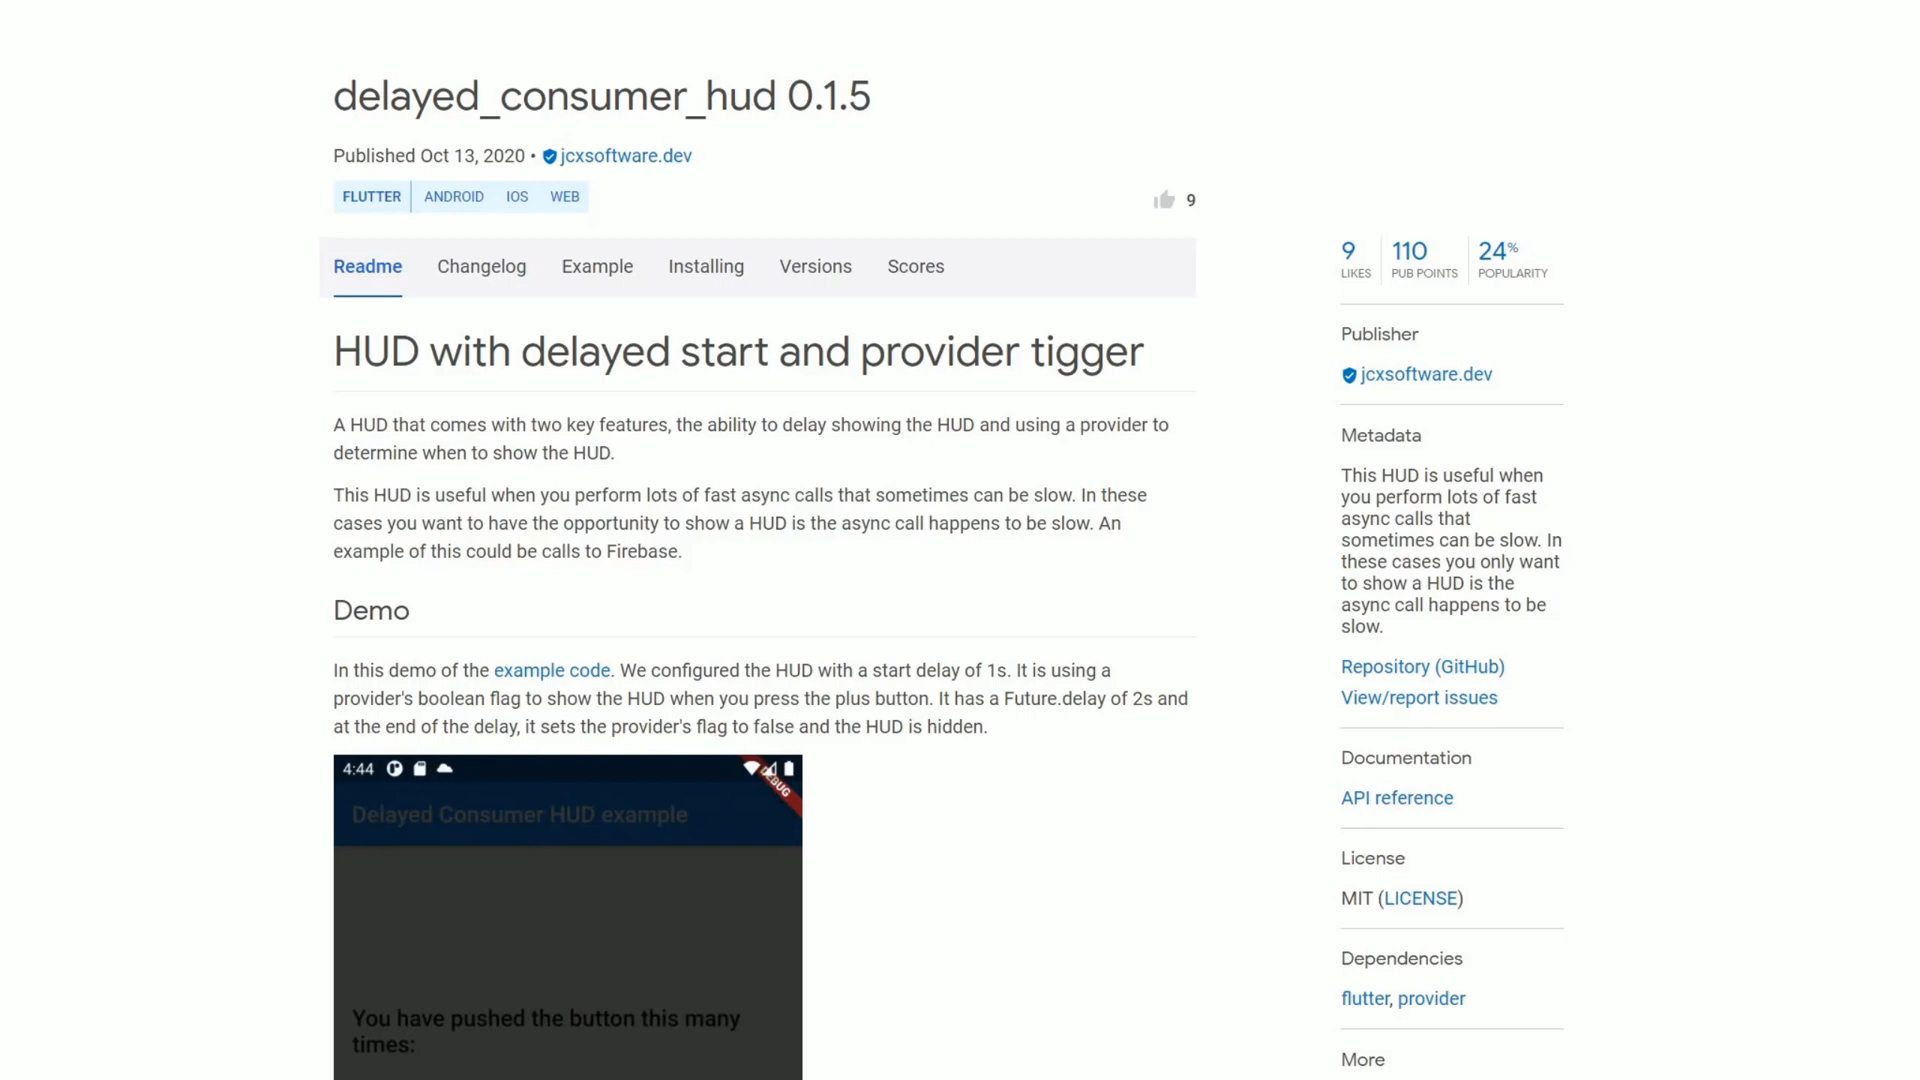 delayed_consumer_hud 0.1.5
Published Oct 13, 2020 • jcxsoftware.dev
FLUTTER ANDROID IOS WEB
9
Readme Changelog Example Installing Versions Scores
HUD with delayed start and provider tigger
A HUD that comes with two key features, the ability to delay showing the HUD and using a provider to
determine when to show the HUD.
This HUD is useful when you perform lots of fast async calls that sometimes can be slow. In these
cases you want to have the opportunity to show a HUD is the async call happens to be slow. An
example of this could be calls to Firebase.
Demo
In this demo of the example code. We configured the HUD with a start delay of 1s. It is using a
provider's boolean flag to show the HUD when you press the plus button. It has a Future.delay of 2s and
at the end of the delay, it sets the provider's flag to false and the HUD is hidden.
4:44
DEBUG
Delayed Consumer HUD example
You have pushed the button this many
times:
9 110 24%
LIKES PUB POINTS POPULARITY
Publisher
jcxsoftware.dev
Metadata
This HUD is useful when
you perform lots of fast
async calls that
sometimes can be slow. In
these cases you only want
to show a HUD is the
async call happens to be
slow.
Repository (GitHub)
View/report issues
Documentation
API reference
License
MIT (LICENSE)
Dependencies
flutter, provider
More